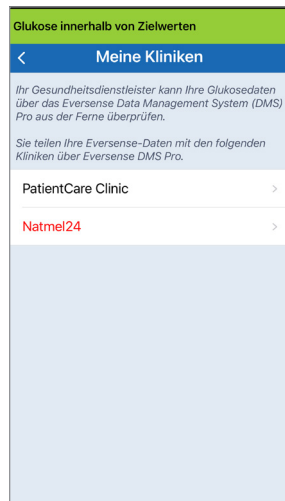 Glukose innerhalb von Zielwerten
Meine Kliniken
Ihr Gesundheitsdienstleister kann Ihre Glukosedaten
über das Eversense Data Management System (DMS)
Pro aus der Ferne überprüfen.
Sie teilen Ihre Eversense-Daten mit den folgenden
Kliniken über Eversense DMS Pro.
PatientCare Clinic
Natmel24